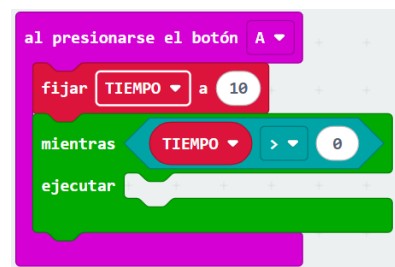 al presionarse el botón A
fijar TIEMPO a 10
mientras TIEMPO > 0
ejecutar